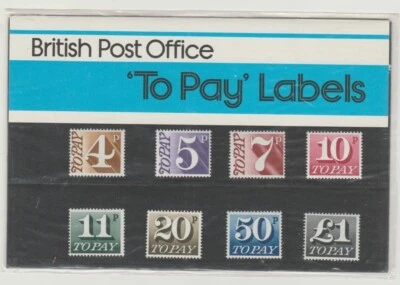 British Post Office
'To Pay' Labels
4P TO PAY
5P TO PAY
7P TO PAY
10P TO PAY
11P TO PAY
20P TO PAY
50P TO PAY
£1 TO PAY